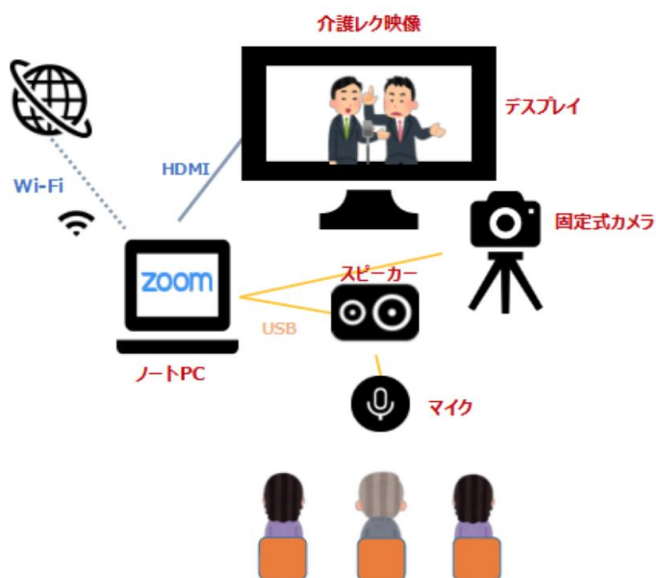 介護レク映像
デスプレイ
HDMI
Wi-Fi
固定式カメラ
スピーカー
zoom
USB
ノートPC
マイク